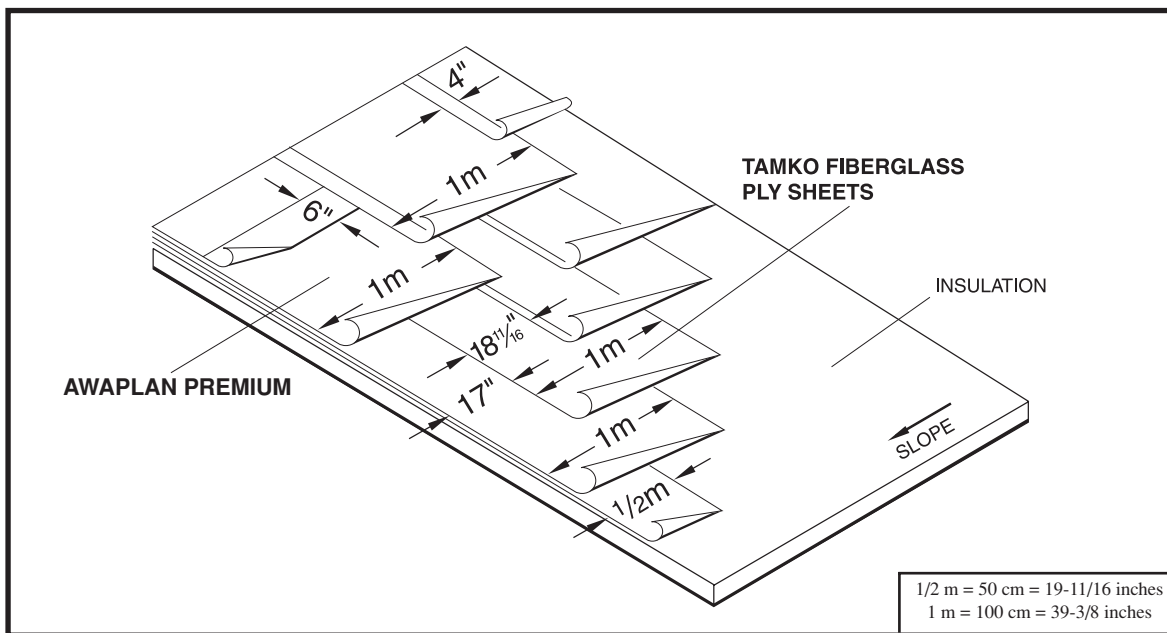 4"
1m
TAMKO FIBERGLASS
PLY SHEETS
6"
1m
INSULATION
18 11/16"
1m
AWAPLAN PREMIUM
17"
1m
SLOPE
1/2m
1/2 m = 50 cm = 19-11/16 inches
1 m = 100 cm = 39-3/8 inches